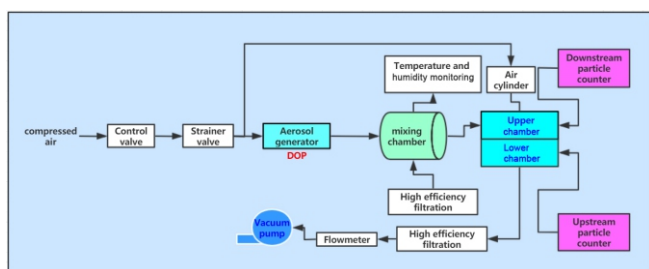 Temperature and
humidity monitoring
Air
cylinder
Downstream
particle
counter
compressed
air
Control
valve
Strainer
valve
Aerosol
generator
DOP
mixing
chamber
Upper
chamber
Lower
chamber
High efficiency
filtration
Vacuum
pump
Flowmeter
High efficiency
filtration
Upstream
particle
counter